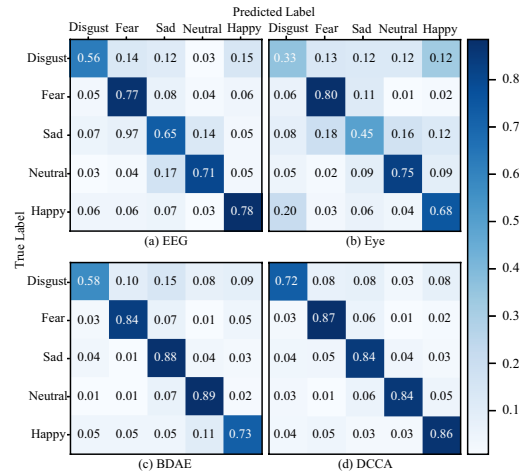 Predicted Label
Disgust Fear Sad Neutral Happy Disgust Fear Sad Neutral Happy
Disgust 0.56 0.14 0.12 0.03 0.15 0.33 0.13 0.12 0.12 0.12 0.8
Fear 0.05 0.77 0.08 0.04 0.06 0.06 0.80 0.11 0.01 0.02 0.7
Sad 0.07 0.97 0.65 0.14 0.05 0.08 0.18 0.45 0.16 0.12
Neutral 0.03 0.04 0.17 0.71 0.05 0.05 0.02 0.09 0.75 0.09 0.6
Happy 0.06 0.06 0.07 0.03 0.78 0.20 0.03 0.06 0.04 0.68 0.5
True Label
(a) EEG (b) Eye
Disgust 0.58 0.10 0.15 0.08 0.09 0.72 0.08 0.08 0.03 0.08 0.4
Fear 0.03 0.84 0.07 0.01 0.05 0.03 0.87 0.06 0.01 0.02 0.3
Sad 0.04 0.01 0.88 0.04 0.03 0.04 0.05 0.84 0.04 0.03
Neutral 0.01 0.01 0.07 0.89 0.02 0.03 0.01 0.06 0.84 0.05 0.2
Happy 0.05 0.05 0.05 0.11 0.73 0.04 0.05 0.03 0.03 0.86 0.1
(c) BDAE (d) DCCA